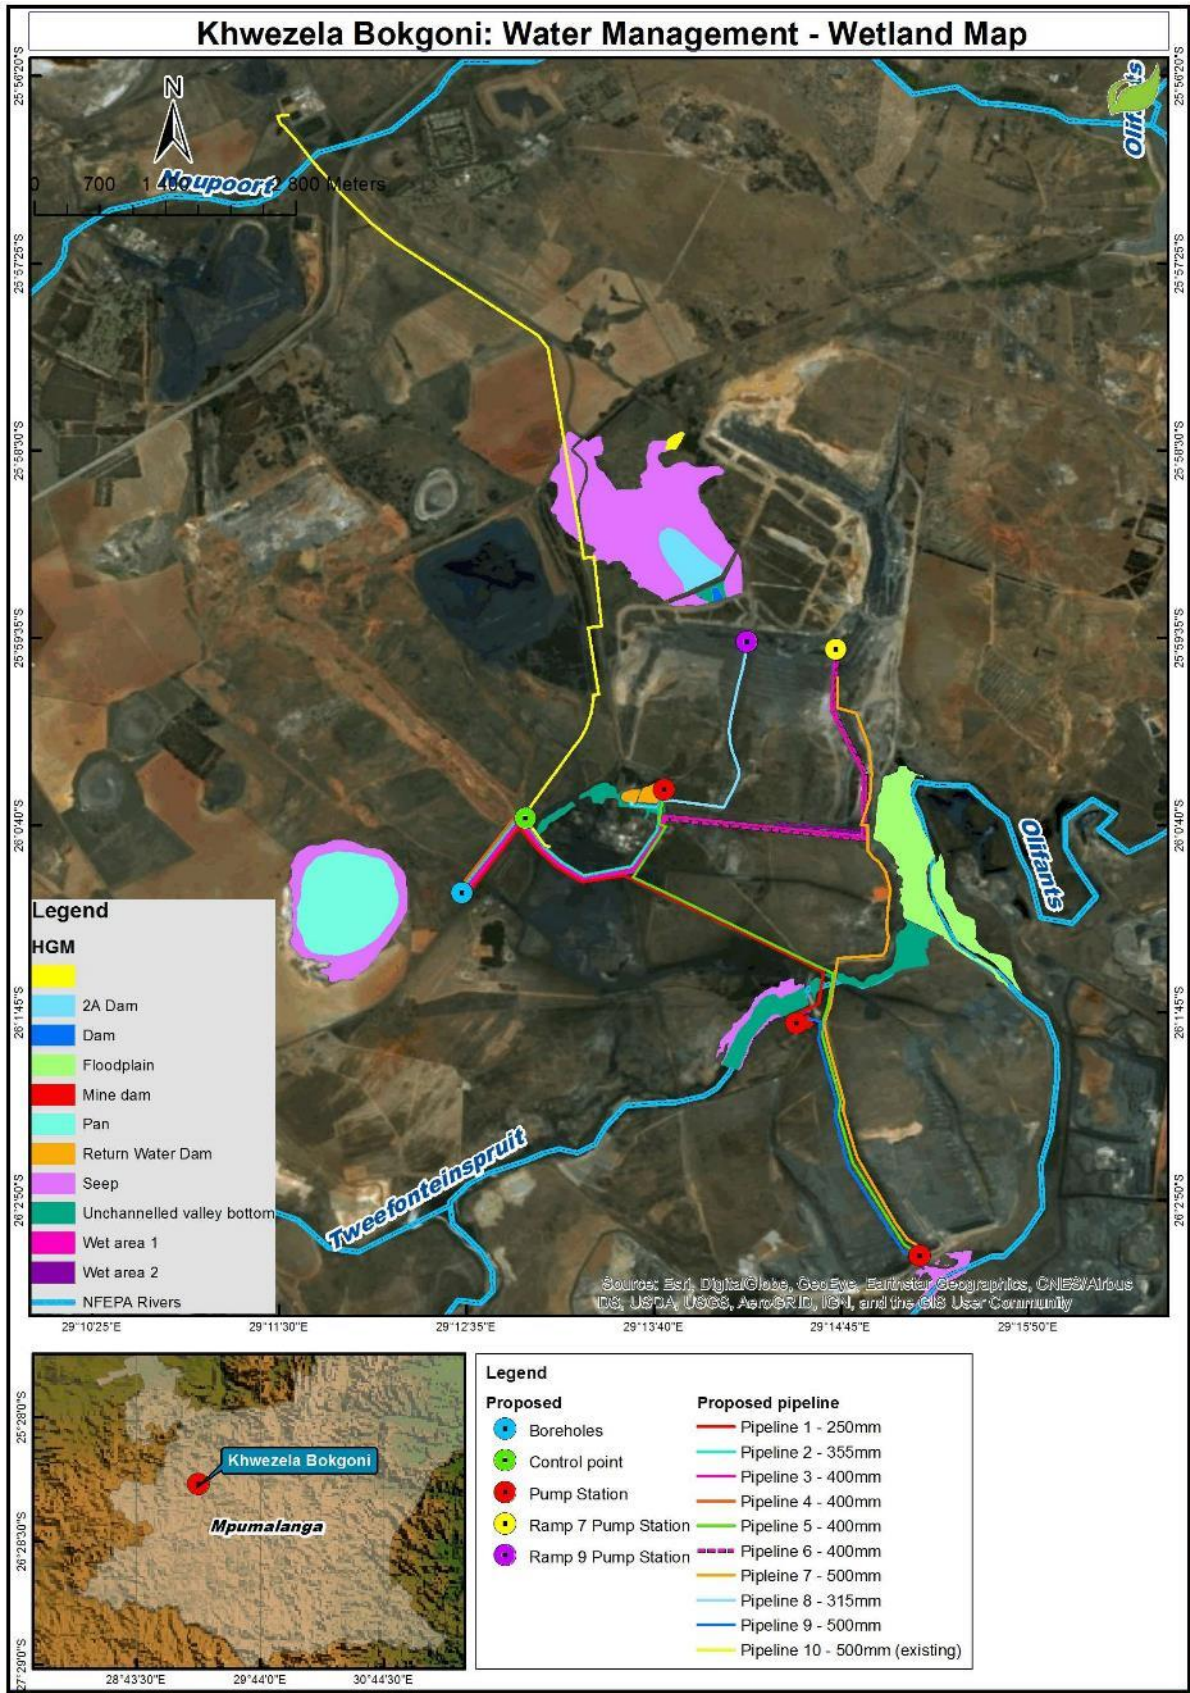 Khwezela Bokgoni: Water Management - Wetland Map
25°56'20"S
25°56'20"S
N
Olifants
0 700 1 400 2 800 Meters
Noupoort
25°57'25"S
25°57'25"S
25°58'30"S
25°58'30"S
25°59'35"S
25°59'35"S
26°0'40"S
26°0'40"S
Olifants
26°1'45"S
26°1'45"S
26°2'50"S
26°2'50"S
Tweefonteinspruit
Legend
HGM
2A Dam
Dam
Floodplain
Mine dam
Pan
Return Water Dam
Seep
Unchannelled valley bottom
Wet area 1
Wet area 2
NFEPA Rivers
Source: Esri, DigitalGlobe, GeoEye, Earthstar Geographics, CNES/Airbus
DS, USDA, USGS, AeroGRID, IGN, and the GIS User Community
29°10'25"E 29°11'30"E 29°12'35"E 29°13'40"E 29°14'45"E 29°15'50"E
25°28'0"S
26°28'30"S
27°29'0"S
Khwezela Bokgoni
Mpumalanga
28°43'30"E 29°44'0"E 30°44'30"E
Legend
Proposed
Boreholes
Control point
Pump Station
Ramp 7 Pump Station
Ramp 9 Pump Station
Proposed pipeline
Pipeline 1 - 250mm
Pipeline 2 - 355mm
Pipeline 3 - 400mm
Pipeline 4 - 400mm
Pipeline 5 - 400mm
Pipeline 6 - 400mm
Pipleine 7 - 500mm
Pipeline 8 - 315mm
Pipeline 9 - 500mm
Pipeline 10 - 500mm (existing)